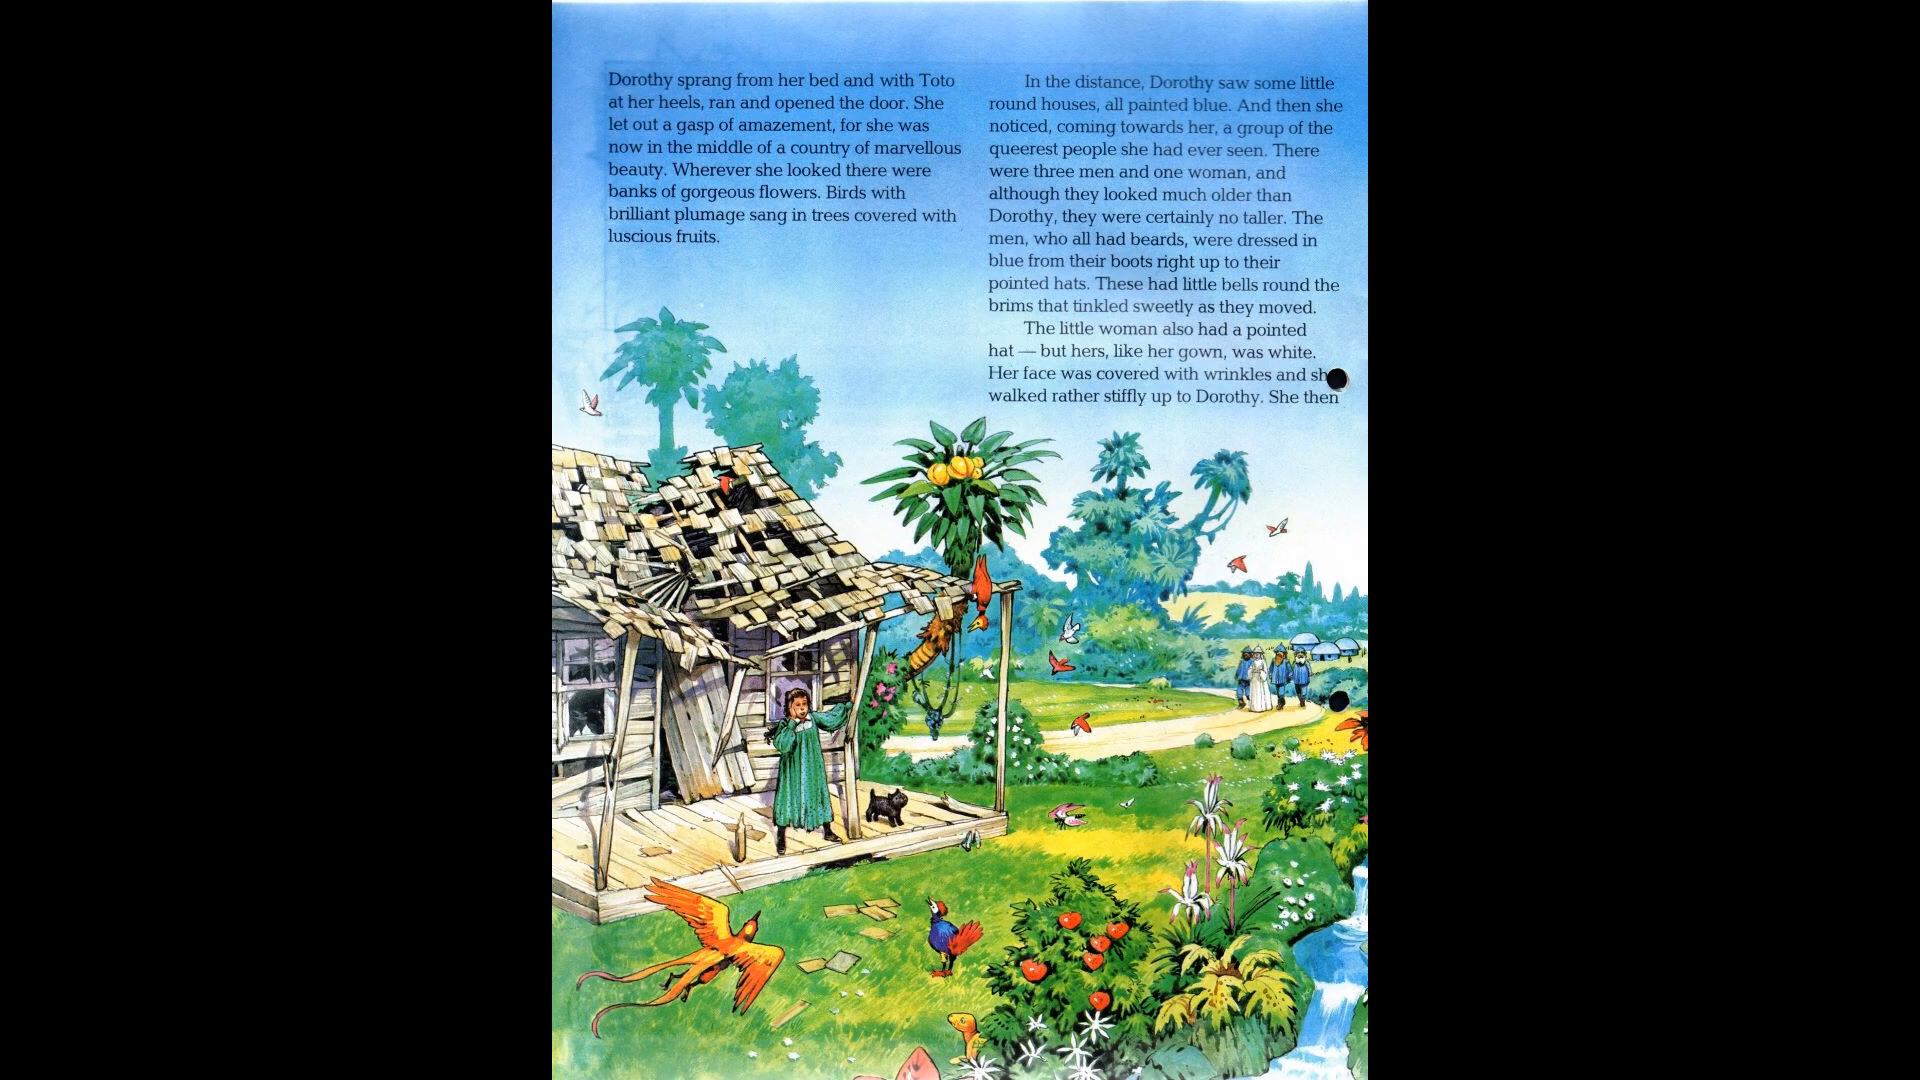 Dorothy sprang from her bed and with Toto
at her heels, ran and opened the door. She
let out a gasp of amazement, for she was
now in the middle of a country of marvellous
beauty. Wherever she looked there were
banks of gorgeous flowers. Birds with
brilliant plumage sang in trees covered with
luscious fruits.
In the distance, Dorothy saw some little
round houses, all painted blue. And then she
noticed, coming towards her, a group of the
queerest people she had ever seen. There
were three men and one woman, and
although they looked much older than
Dorothy, they were certainly no taller. The
men, who all had beards, were dressed in
blue from their boots right up to their
pointed hats. These had little bells round the
brims that tinkled sweetly as they moved.
The little woman also had a pointed
hat — but hers, like her gown, was white.
Her face was covered with wrinkles and sh
walked rather stiffly up to Dorothy. She then